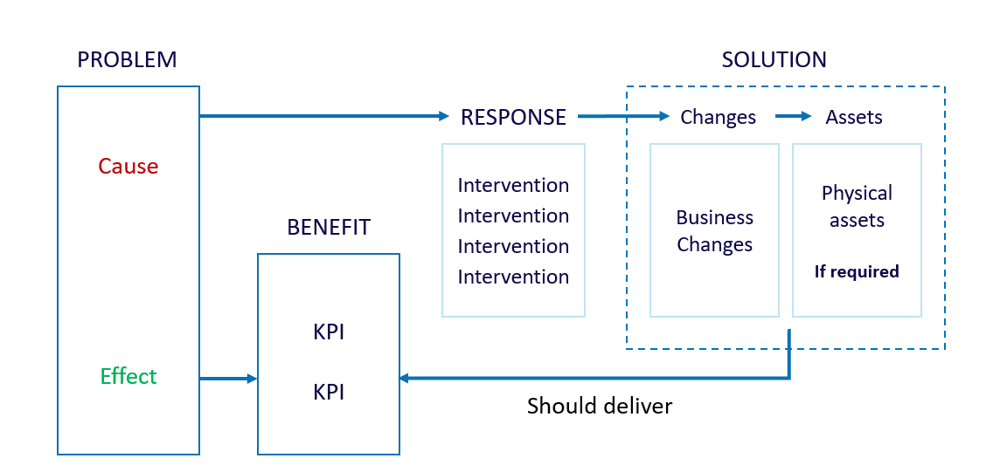 PROBLEM
Cause
Effect
BENEFIT
KPI
KPI
RESPONSE
Intervention
Intervention
Intervention
Intervention
SOLUTION
Changes
Business
Changes
Assets
Physical
assets
If required
Should deliver